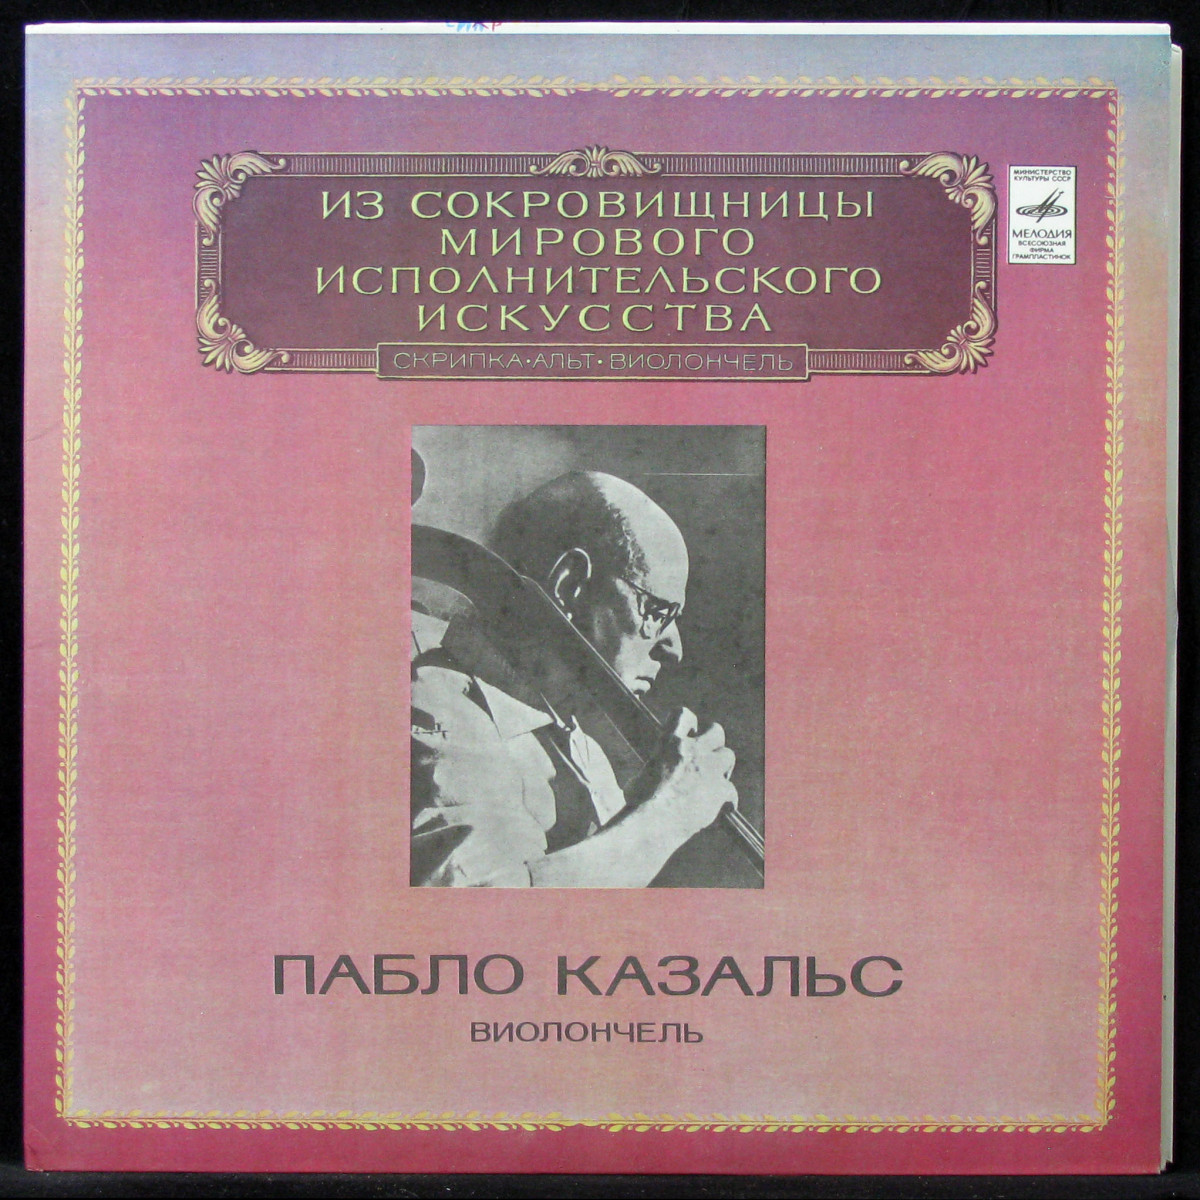 ИЗ СОКРОВИЩНИЦЫ
МИРОВОГО
ИСПОЛНИТЕЛЬСКОГО
ИСКУССТВА
СКРИПКА·АЛЬТ·ВИОЛОНЧЕЛЬ
МИНИСТЕРСТВО
КУЛЬТУРЫ СССР
МЕЛОДИЯ
ВСЕСОЮЗНАЯ
ФИРМА
ГРАМПЛАСТИНОК
ПАБЛО КАЗАЛЬС
ВИОЛОНЧЕЛЬ